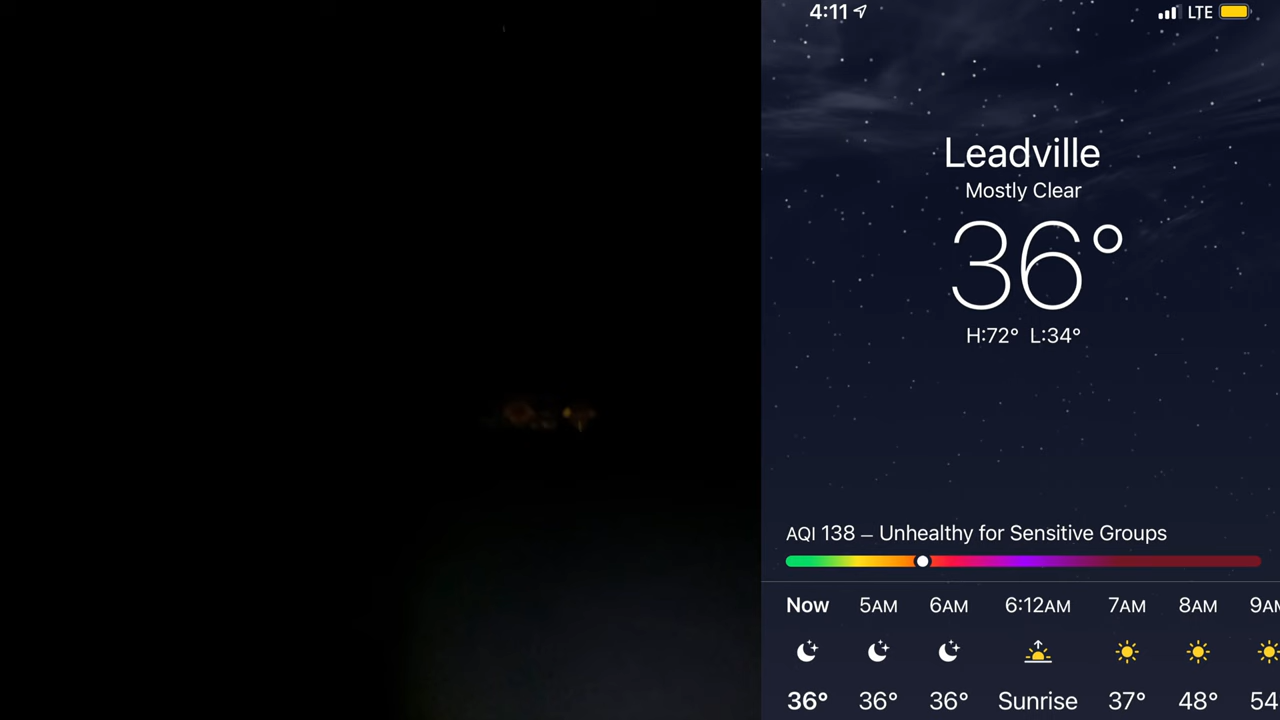 4:11 LTE
Leadville
Mostly Clear
36°
H:72° L:34°
AQI 138 – Unhealthy for Sensitive Groups
Now 5AM 6AM 6:12AM 7AM 8AM
36° 36° 36° Sunrise 37° 48° 54